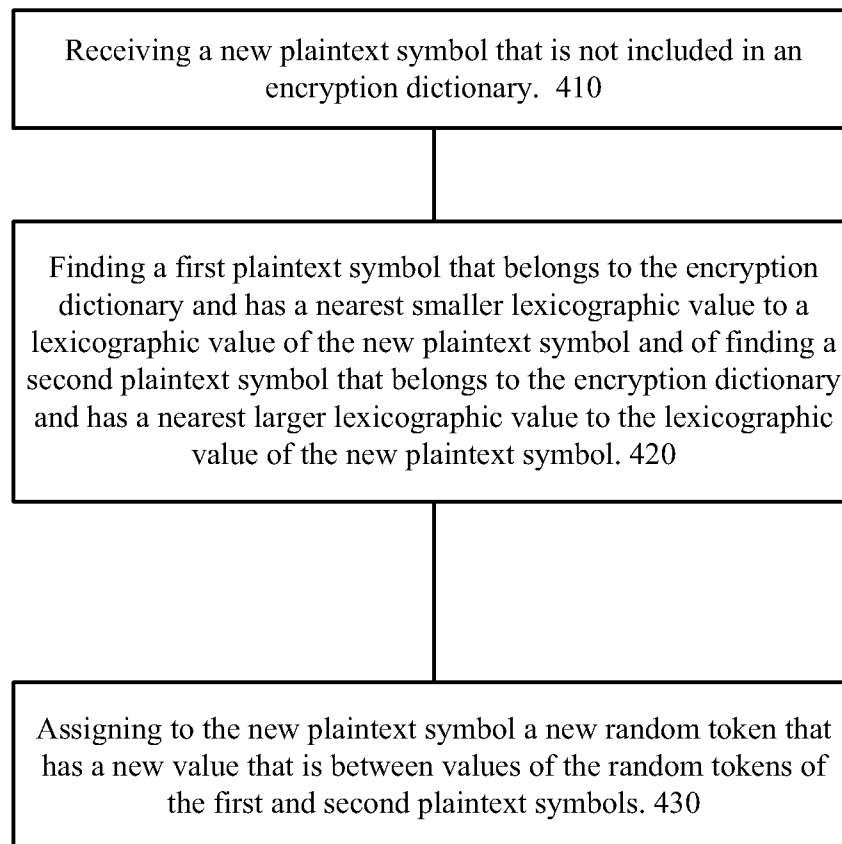 Receiving a new plaintext symbol that is not included in an
encryption dictionary. 410
Finding a first plaintext symbol that belongs to the encryption
dictionary and has a nearest smaller lexicographic value to a
lexicographic value of the new plaintext symbol and of finding a
second plaintext symbol that belongs to the encryption dictionary
and has a nearest larger lexicographic value to the lexicographic
value of the new plaintext symbol. 420
Assigning to the new plaintext symbol a new random token that
has a new value that is between values of the random tokens of
the first and second plaintext symbols. 430